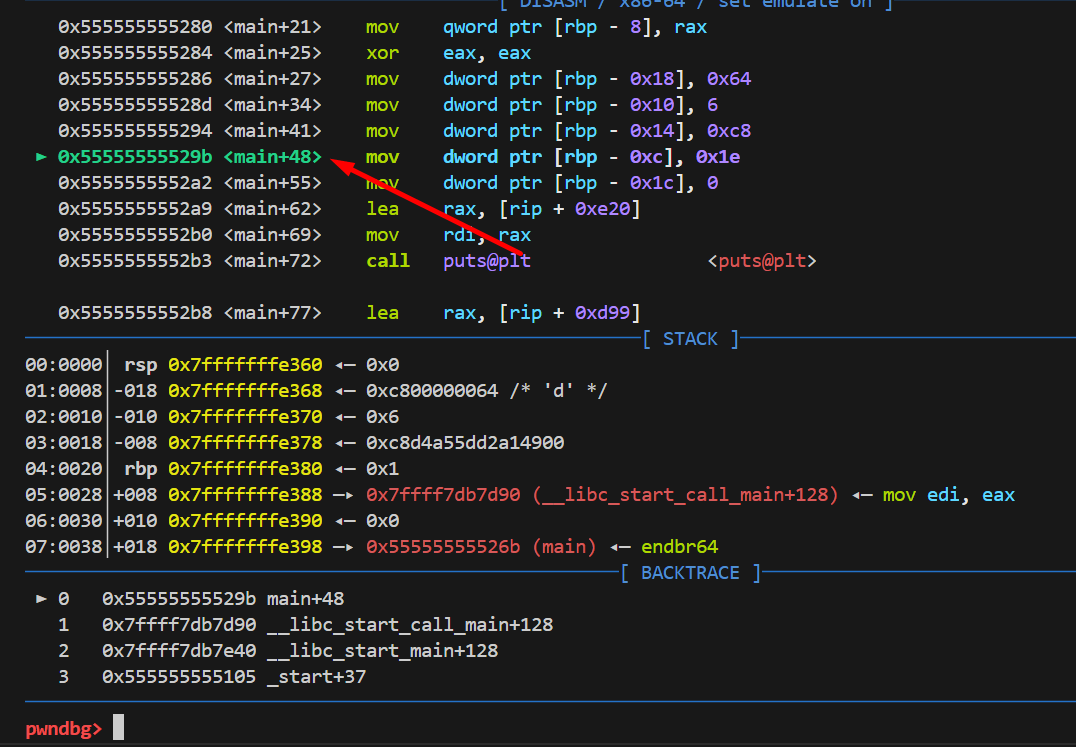 [ DISASM / x86-64 / set emulate on ]
0x555555555280 <main+21> mov qword ptr [rbp - 8], rax
0x555555555284 <main+25> xor eax, eax
0x555555555286 <main+27> mov dword ptr [rbp - 0x18], 0x64
0x55555555528d <main+34> mov dword ptr [rbp - 0x10], 6
0x555555555294 <main+41> mov dword ptr [rbp - 0x14], 0xc8
► 0x55555555529b <main+48> mov dword ptr [rbp - 0xc], 0x1e
0x5555555552a2 <main+55> mov dword ptr [rbp - 0x1c], 0
0x5555555552a9 <main+62> lea rax, [rip + 0xe20]
0x5555555552b0 <main+69> mov rdi, rax
0x5555555552b3 <main+72> call puts@plt <puts@plt>
0x5555555552b8 <main+77> lea rax, [rip + 0xd99]
[ STACK ]
00:0000│ rsp 0x7fffffffe360 ◂— 0x0
01:0008│-018 0x7fffffffe368 ◂— 0xc800000064 /* 'd' */
02:0010│-010 0x7fffffffe370 ◂— 0x6
03:0018│-008 0x7fffffffe378 ◂— 0xc8d4a55dd2a14900
04:0020│ rbp 0x7fffffffe380 ◂— 0x1
05:0028│+008 0x7fffffffe388 —▸ 0x7ffff7db7d90 (__libc_start_call_main+128) ◂— mov edi, eax
06:0030│+010 0x7fffffffe390 ◂— 0x0
07:0038│+018 0x7fffffffe398 —▸ 0x55555555526b (main) ◂— endbr64
[ BACKTRACE ]
► 0 0x55555555529b main+48
1 0x7ffff7db7d90 __libc_start_call_main+128
2 0x7ffff7db7e40 __libc_start_main+128
3 0x555555555105 _start+37
pwndbg>